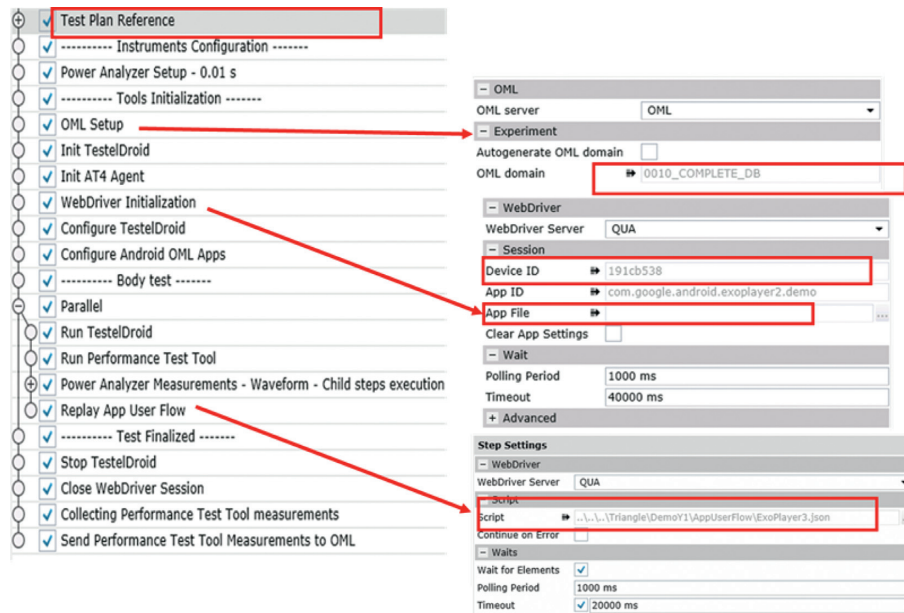 Test Plan Reference
---------- Instruments Configuration -------
Power Analyzer Setup - 0.01 s
---------- Tools Initialization -------
OML Setup
Init TestelDroid
Init AT4 Agent
WebDriver Initialization
Configure TestelDroid
Configure Android OML Apps
---------- Body test -------
Parallel
Run TestelDroid
Run Performance Test Tool
Power Analyzer Measurements - Waveform - Child steps execution
Replay App User Flow
---------- Test Finalized -------
Stop TestelDroid
Close WebDriver Session
Collecting Performance Test Tool measurements
Send Performance Test Tool Measurements to OML
OML
OML server OML
Experiment
Autogenerate OML domain
OML domain 0010_COMPLETE_DB
WebDriver
WebDriver Server QUA
Session
Device ID 191cb538
App ID com.google.android.exoplayer2.demo
App File ...
Clear App Settings
Wait
Polling Period 1000 ms
Timeout 40000 ms
+ Advanced
Step Settings
WebDriver
WebDriver Server QUA
Script
Script ..\..\..\Triangle\DemoY1\AppUserFlow\ExoPlayer3.json
Continue on Error
Waits
Wait for Elements
Polling Period 1000 ms
Timeout 20000 ms